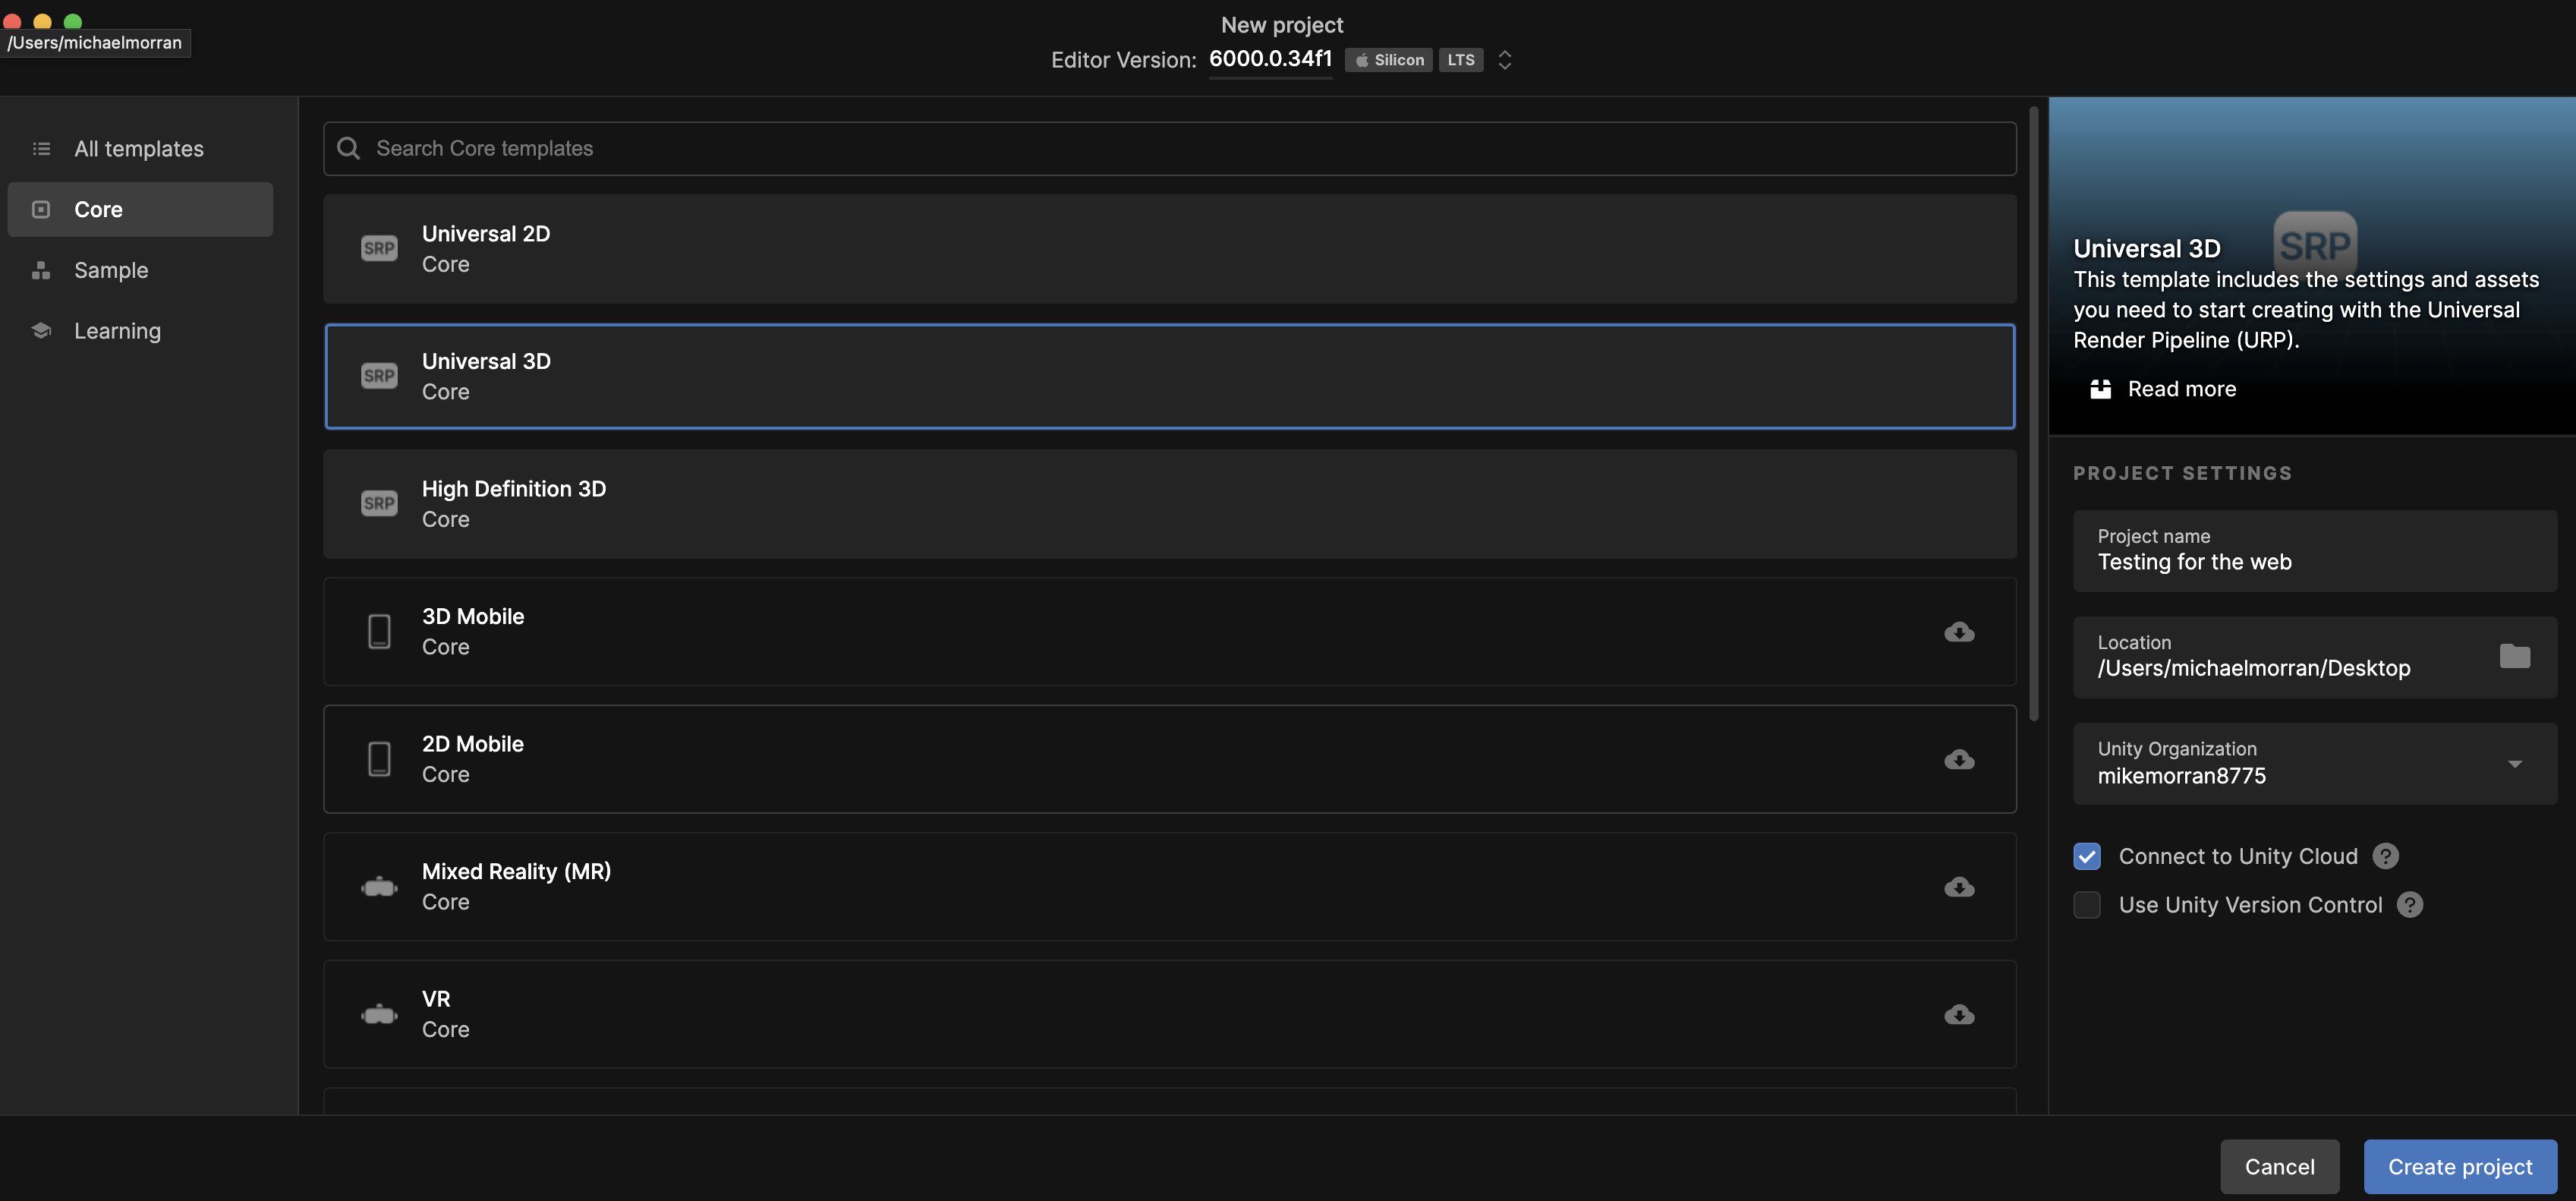 New project
/Users/michaelmorran
Editor Version: 6000.0.34f1 Silicon LTS
All templates
Core
Sample
Learning
Search Core templates
SRP
Universal 2D
Core
SRP
Universal 3D
Core
SRP
High Definition 3D
Core
3D Mobile
Core
2D Mobile
Core
Mixed Reality (MR)
Core
VR
Core
SRP
Universal 3D
This template includes the settings and assets
you need to start creating with the Universal
Render Pipeline (URP).
Read more
PROJECT SETTINGS
Project name
Testing for the web
Location
/Users/michaelmorran/Desktop
Unity Organization
mikemorran8775
Connect to Unity Cloud ?
Use Unity Version Control ?
Cancel
Create project